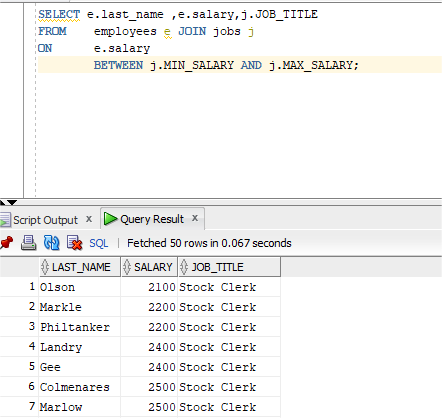 SELECT e.last_name ,e.salary,j.JOB_TITLE
FROM employees e JOIN jobs j
ON e.salary
BETWEEN j.MIN_SALARY AND j.MAX_SALARY;
Script Output x Query Result x
SQL | Fetched 50 rows in 0.067 seconds
LAST_NAME SALARY JOB_TITLE
1 Olson 2100 Stock Clerk
2 Markle 2200 Stock Clerk
3 Philtanker 2200 Stock Clerk
4 Landry 2400 Stock Clerk
5 Gee 2400 Stock Clerk
6 Colmenares 2500 Stock Clerk
7 Marlow 2500 Stock Clerk